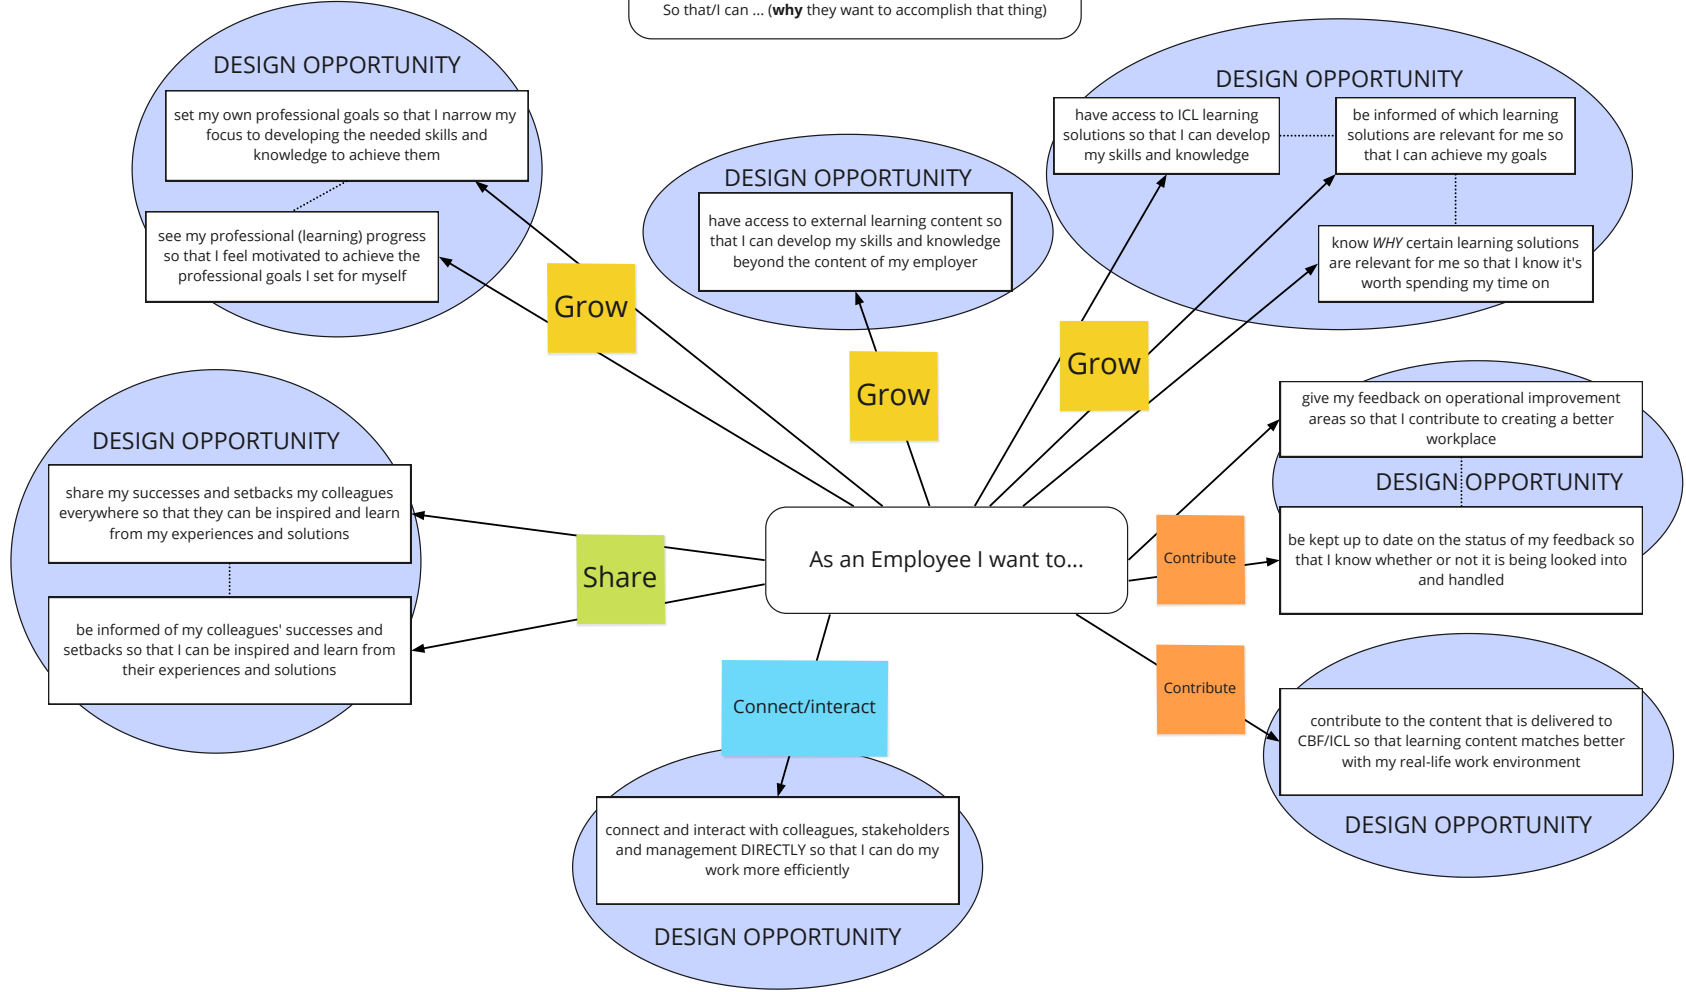 So that/I can ... (why they want to accomplish that thing)
DESIGN OPPORTUNITY
set my own professional goals so that I narrow my
focus to developing the needed skills and
knowledge to achieve them
see my professional (learning) progress
so that I feel motivated to achieve the
professional goals I set for myself
Grow
DESIGN OPPORTUNITY
have access to external learning content so
that I can develop my skills and knowledge
beyond the content of my employer
Grow
DESIGN OPPORTUNITY
have access to ICL learning
solutions so that I can develop
my skills and knowledge
be informed of which learning
solutions are relevant for me so
that I can achieve my goals
know WHY certain learning solutions
are relevant for me so that I know it's
worth spending my time on
Grow
DESIGN OPPORTUNITY
share my successes and setbacks my colleagues
everywhere so that they can be inspired and learn
from my experiences and solutions
be informed of my colleagues' successes and
setbacks so that I can be inspired and learn from
their experiences and solutions
Share
As an Employee I want to...
Contribute
give my feedback on operational improvement
areas so that I contribute to creating a better
workplace
DESIGN OPPORTUNITY
be kept up to date on the status of my feedback so
that I know whether or not it is being looked into
and handled
Connect/interact
connect and interact with colleagues, stakeholders
and management DIRECTLY so that I can do my
work more efficiently
DESIGN OPPORTUNITY
Contribute
contribute to the content that is delivered to
CBF/ICL so that learning content matches better
with my real-life work environment
DESIGN OPPORTUNITY